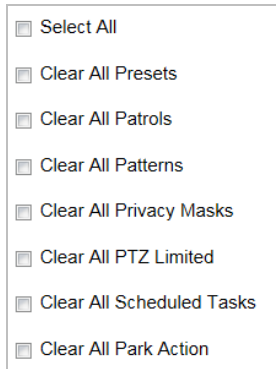 Select All
Clear All Presets
Clear All Patrols
Clear All Patterns
Clear All Privacy Masks
Clear All PTZ Limited
Clear All Scheduled Tasks
Clear All Park Action